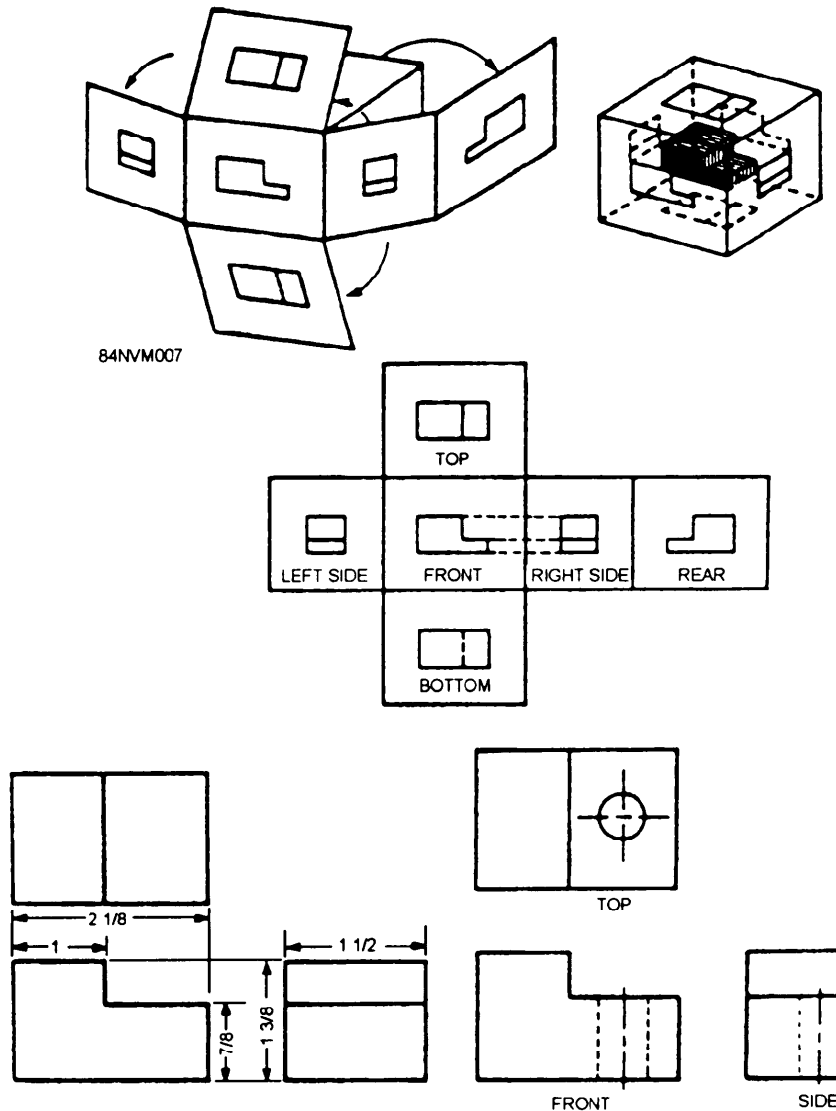 84NVM007
TOP
LEFT SIDE FRONT RIGHT SIDE REAR
BOTTOM
2 1/8
1
1 1/2
7/8
1 3/8
TOP
FRONT
SIDE